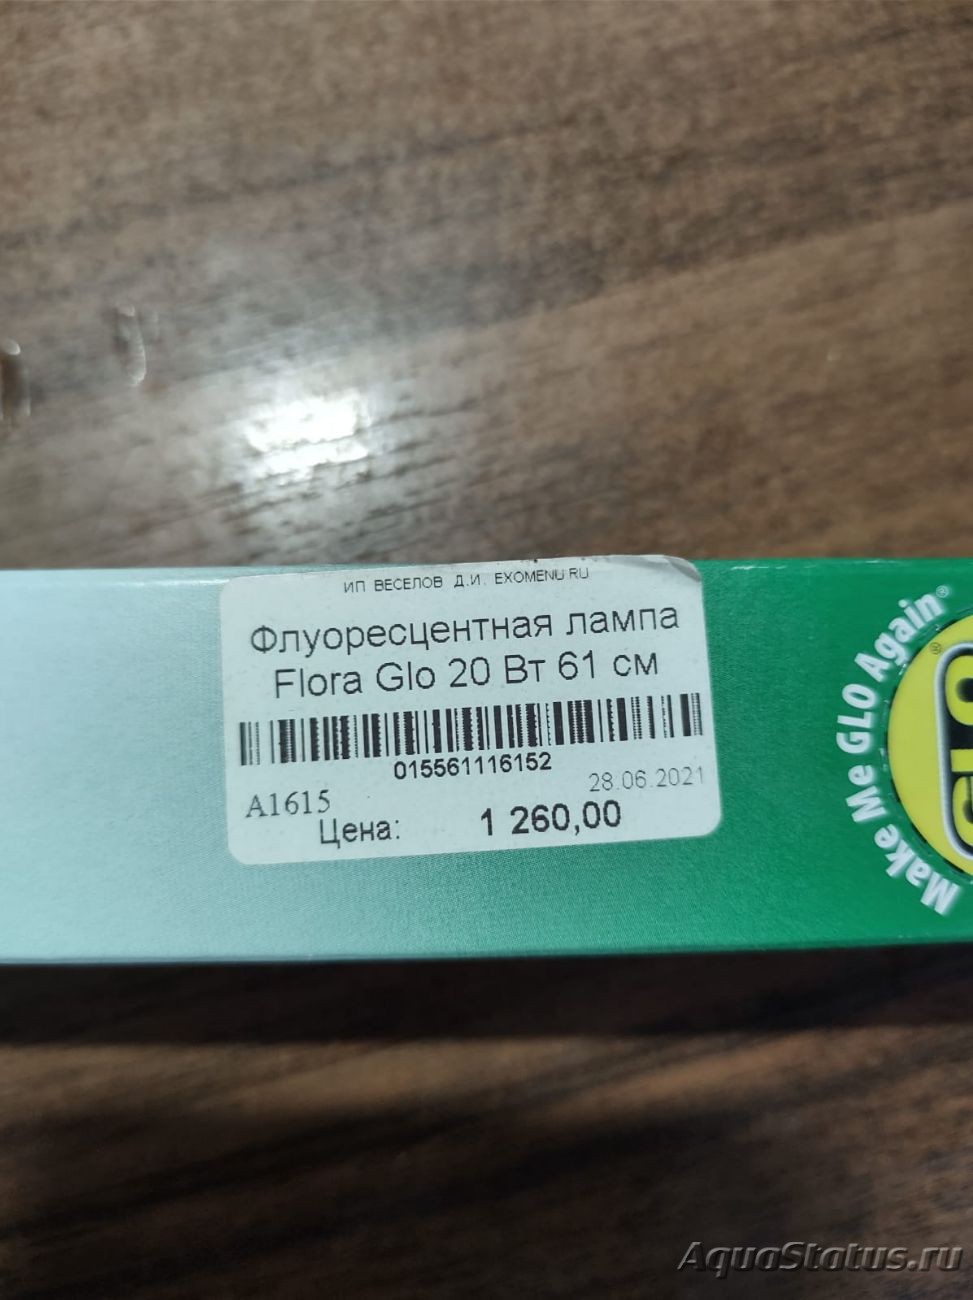 ИП ВЕСЕЛОВ Д.И. EXOMENU.RU
Флуоресцентная лампа
Flora Glo 20 Вт 61 см
015561116152
28.06.2021
A1615
Цена: 1 260,00
Make Me GLO Again®
GLO
®
AquaStatus.ru